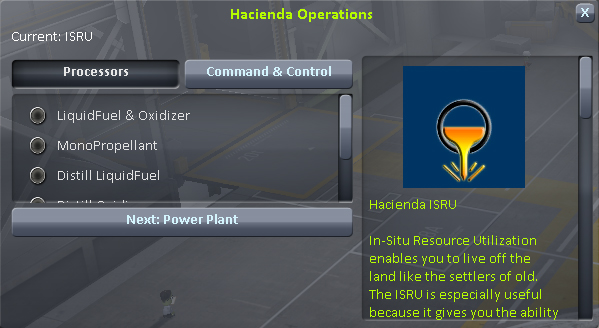 Hacienda Operations
X
Current: ISRU
Processors
Command & Control
LiquidFuel & Oxidizer
MonoPropellant
Distill LiquidFuel
Next: Power Plant
Hacienda ISRU
In-Situ Resource Utilization
enables you to live off the
land like the settlers of old.
The ISRU is especially useful
because it gives you the ability